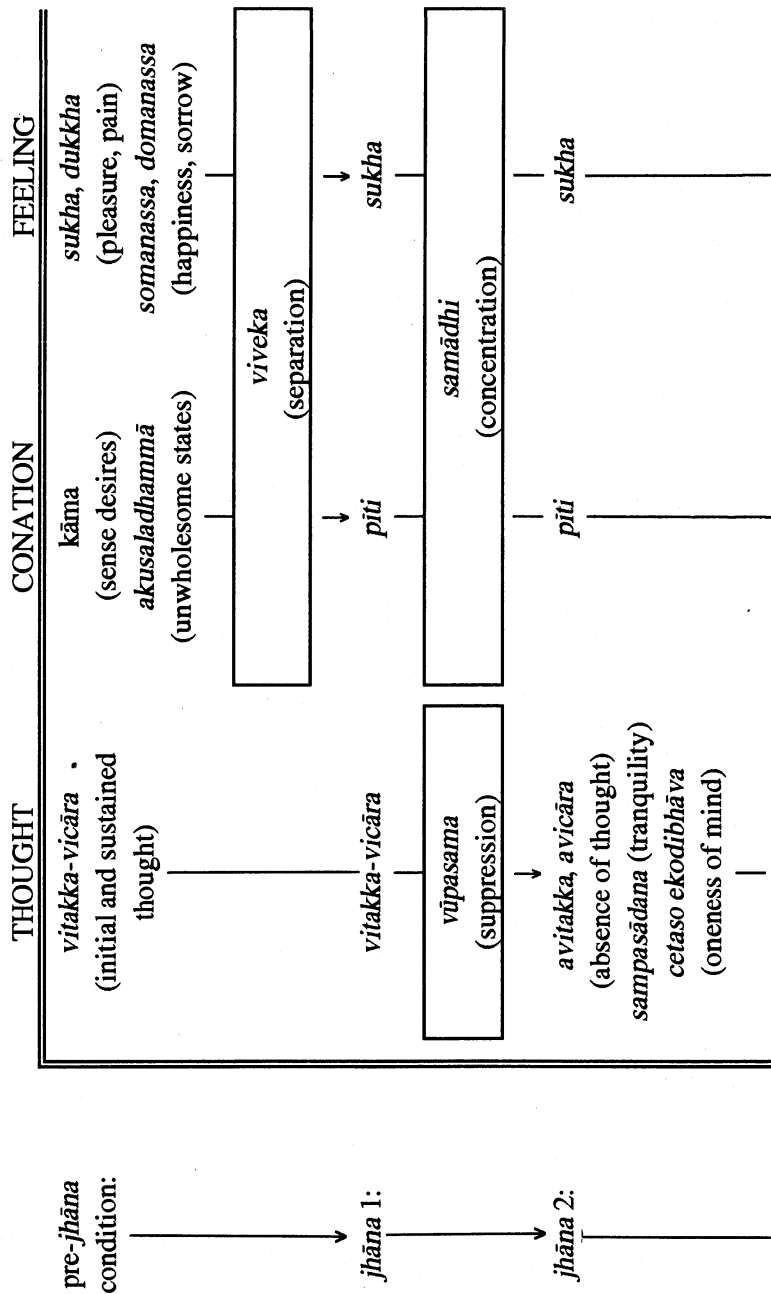 THOUGHT CONATION FEELING
pre-jhāna vitakka-vicāra kāma sukha, dukkha
condition: (initial and sustained (sense desires) (pleasure, pain)
thought) akusaladhammā somanassa, domanassa
(unwholesome states) (happiness, sorrow)
viveka
(separation)
jhāna 1: vitakka-vicāra pīti sukha
vūpasama samādhi
(suppression) (concentration)
jhāna 2: avitakka, avicāra pīti sukha
(absence of thought)
sampasādana (tranquility)
cetaso ekodibhāva
(oneness of mind)